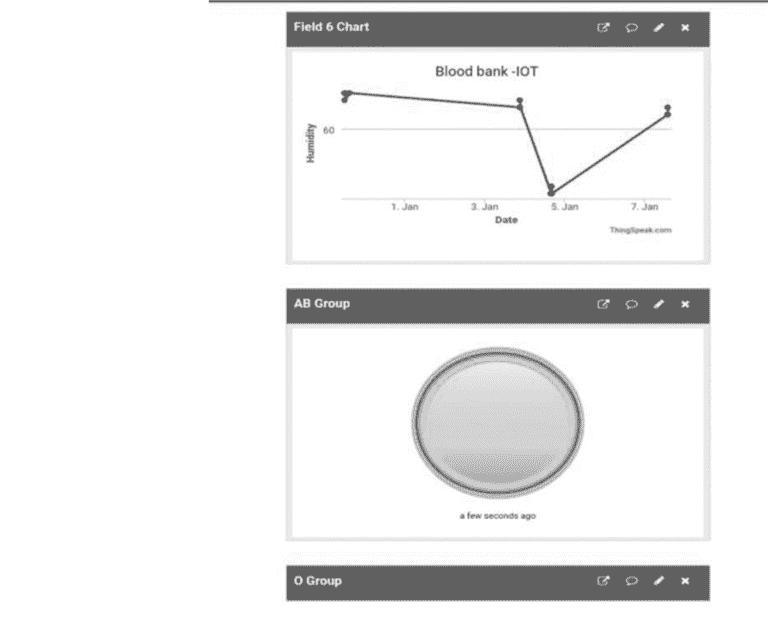 Field 6 Chart
Blood bank -IOT
Humidity
60
1. Jan 3. Jan 5. Jan 7. Jan
Date
ThingSpeak.com
AB Group
a few seconds ago
O Group